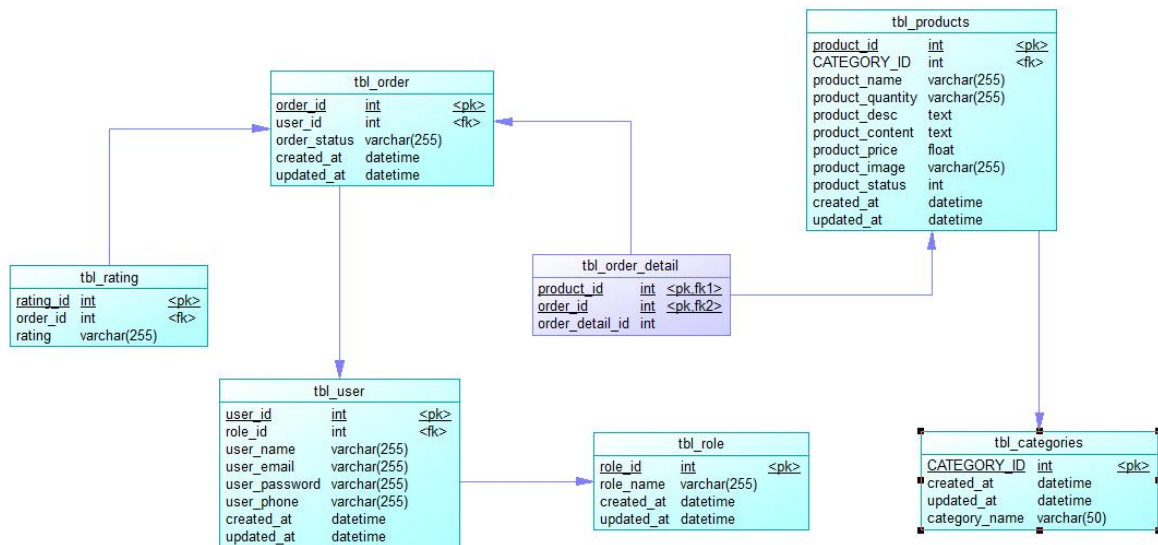 tbl_products
product_id int <pk>
CATEGORY_ID int <fk>
product_name varchar(255)
product_quantity varchar(255)
product_desc text
product_content text
product_price float
product_image varchar(255)
product_status int
created_at datetime
updated_at datetime
tbl_order
order_id int <pk>
user_id int <fk>
order_status varchar(255)
created_at datetime
updated_at datetime
tbl_rating
rating_id int <pk>
order_id int <fk>
rating varchar(255)
tbl_order_detail
product_id int <pk,fk1>
order_id int <pk,fk2>
order_detail_id int
tbl_user
user_id int <pk>
role_id int <fk>
user_name varchar(255)
user_email varchar(255)
user_password varchar(255)
user_phone varchar(255)
created_at datetime
updated_at datetime
tbl_role
role_id int <pk>
role_name varchar(255)
created_at datetime
updated_at datetime
tbl_categories
CATEGORY_ID int <pk>
created_at datetime
updated_at datetime
category_name varchar(50)